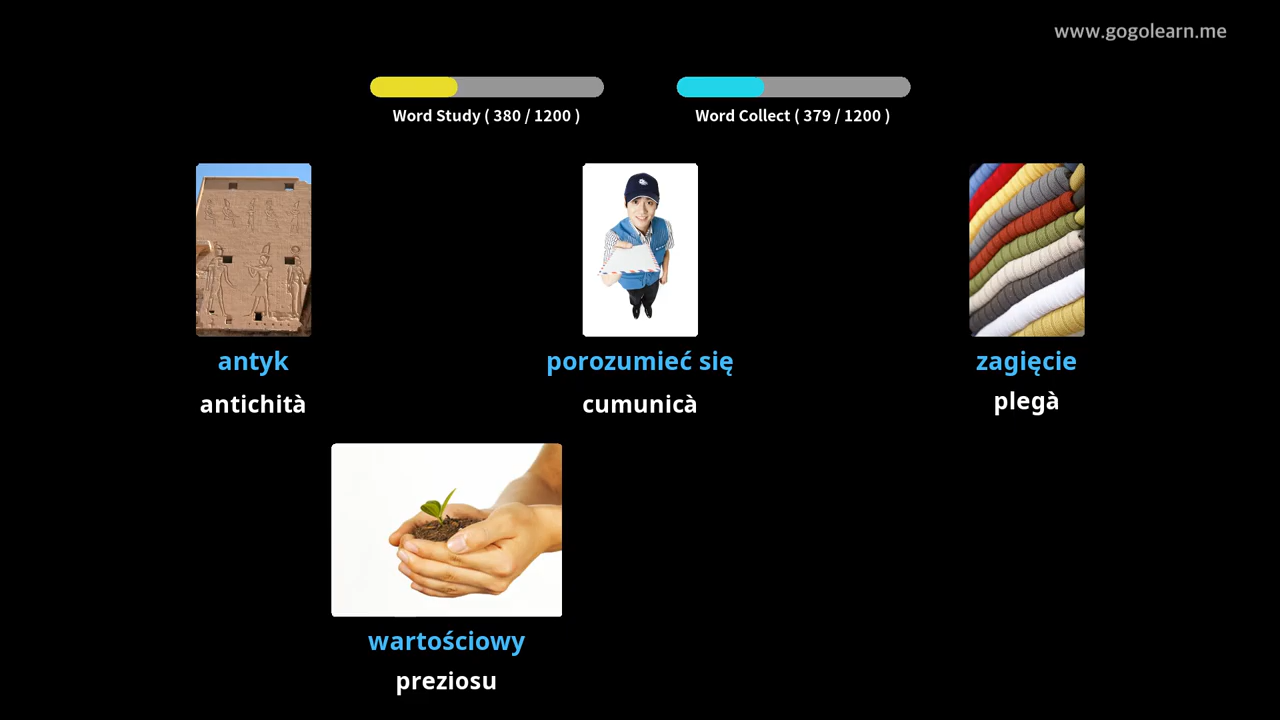 www.gogolearn.me
Word Study ( 380 / 1200 )
Word Collect ( 379 / 1200 )
antyk
antichità
porozumieć się
cumunicà
zagięcie
plegà
wartościowy
preziosu